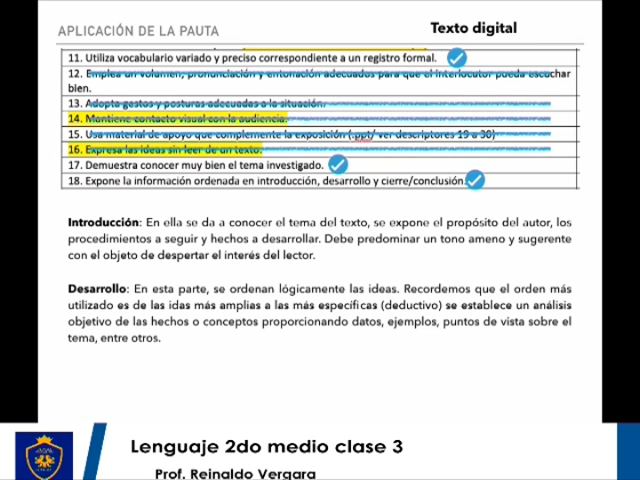 APLICACIÓN DE LA PAUTA
Texto digital
11. Utiliza vocabulario variado y preciso correspondiente a un registro formal.
12. Emplea un volumen, pronunciación y entonación adecuados para que el interlocutor pueda escuchar
bien.
13. Adopta gestos y posturas adecuadas a la situación.
14. Mantiene contacto visual con la audiencia.
15. Usa material de apoyo que complemente la exposición (.ppt/ ver descriptores 19 a 30)
16. Expresa las ideas sin leer de un texto.
17. Demuestra conocer muy bien el tema investigado.
18. Expone la información ordenada en introducción, desarrollo y cierre/conclusión.
Introducción: En ella se da a conocer el tema del texto, se expone el propósito del autor, los
procedimientos a seguir y hechos a desarrollar. Debe predominar un tono ameno y sugerente
con el objeto de despertar el interés del lector.
Desarrollo: En esta parte, se ordenan lógicamente las ideas. Recordemos que el orden más
utilizado es de las idas más amplias a las más específicas (deductivo) se establece un análisis
objetivo de los hechos o conceptos proporcionando datos, ejemplos, puntos de vista sobre el
tema, entre otros.
Lenguaje 2do medio clase 3
Prof. Reinaldo Vergara